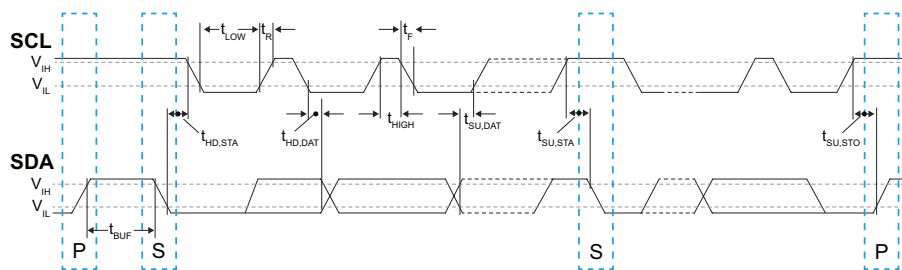 t_LOW t_R t_F
SCL
V_IH
V_IL
t_HD,STA t_HD,DAT t_HIGH t_SU,DAT t_SU,STA t_SU,STO
SDA
V_IH
V_IL
t_BUF
P S S P